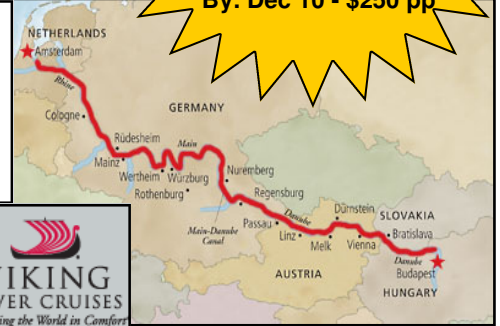 By: Dec 10 - $250 pp
NETHERLANDS
Amsterdam
Rhine
Cologne
GERMANY
Rüdesheim
Main
Mainz
Wertheim
Würzburg
Nuremberg
Rothenburg
Regensburg
Main-Danube
Canal
Passau
Danube
Dürnstein
SLOVAKIA
Linz
Melk
Vienna
Bratislava
Danube
Budapest
AUSTRIA
HUNGARY
VIKING
VER CRUISES
ing the World in Comfort